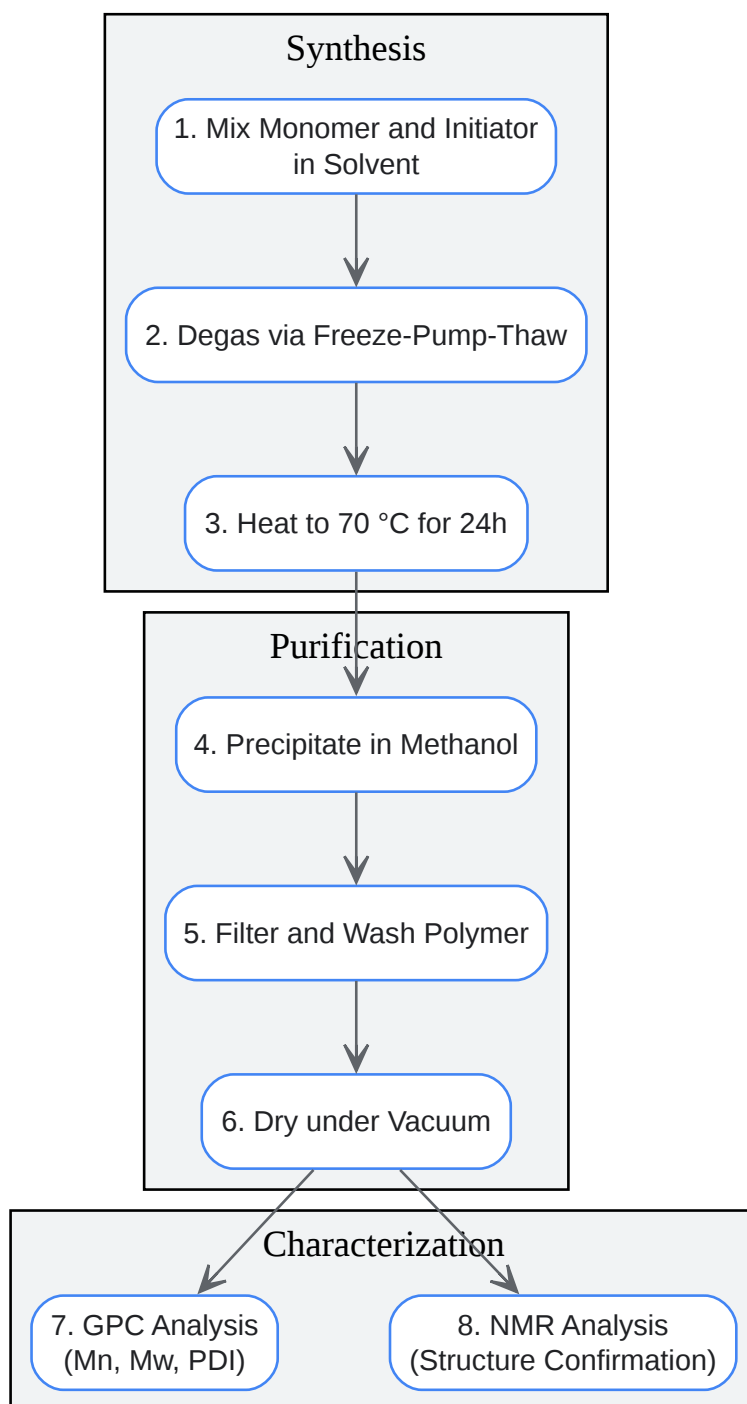 Synthesis
1. Mix Monomer and Initiator
in Solvent
2. Degas via Freeze-Pump-Thaw
3. Heat to 70 °C for 24h
Purification
4. Precipitate in Methanol
5. Filter and Wash Polymer
6. Dry under Vacuum
Characterization
7. GPC Analysis
(Mn, Mw, PDI)
8. NMR Analysis
(Structure Confirmation)